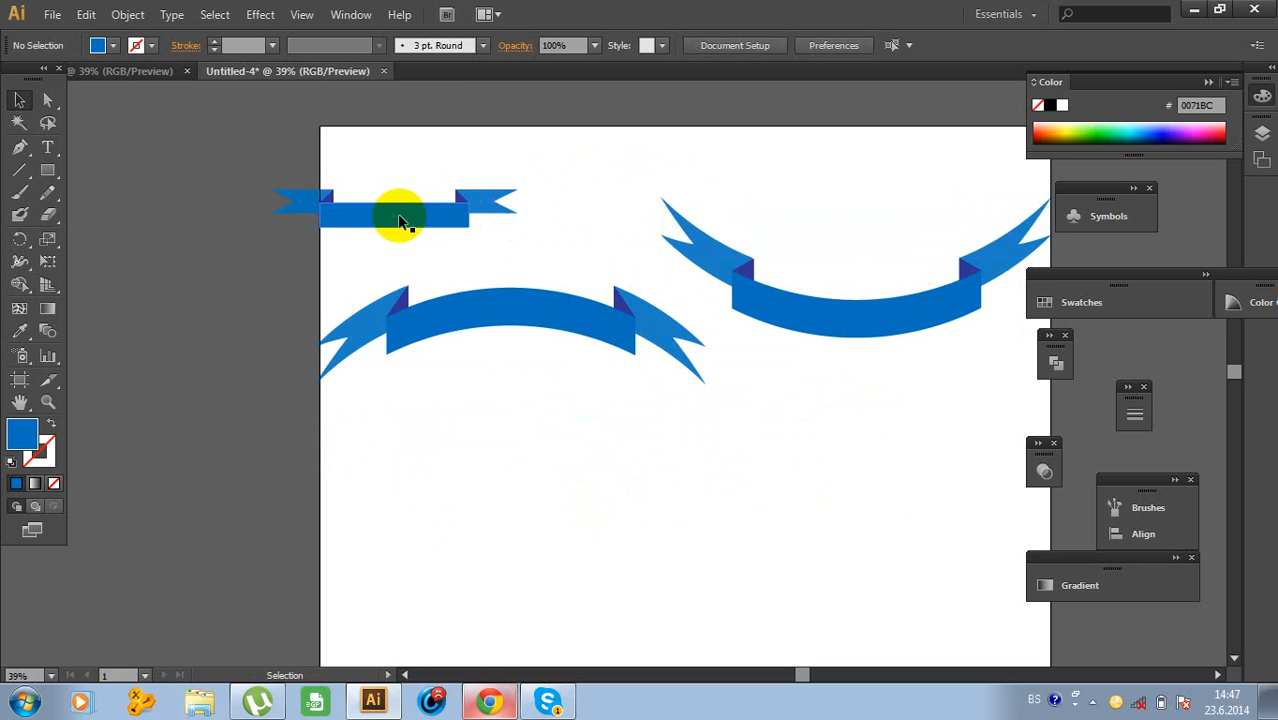 Ai File Edit Object Type Select Effect View Window Help Br Essentials
No Selection Stroke: 3 pt. Round Opacity: 100% Style: Document Setup Preferences
@ 39% (RGB/Preview) × Untitled-4* @ 39% (RGB/Preview) ×
Color
# 0071BC
Symbols
Swatches Color
Brushes
Align
Gradient
39% 1 Selection
Ai S 1 BS 14:47
23.6.2014